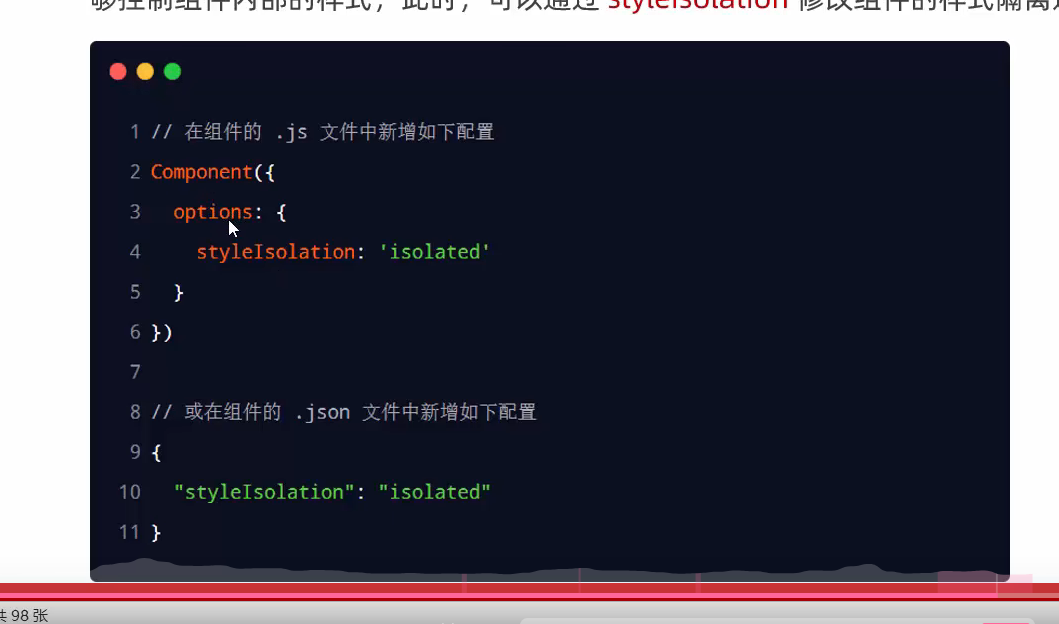 够控制组件内部的样式，此时，可以通过 styleIsolation 修改组件的样式隔离
1 // 在组件的 .js 文件中新增如下配置
2 Component({
3   options: {
4     styleIsolation: 'isolated'
5   }
6 })
7
8 // 或在组件的 .json 文件中新增如下配置
9 {
10   "styleIsolation": "isolated"
11 }
共 98 张